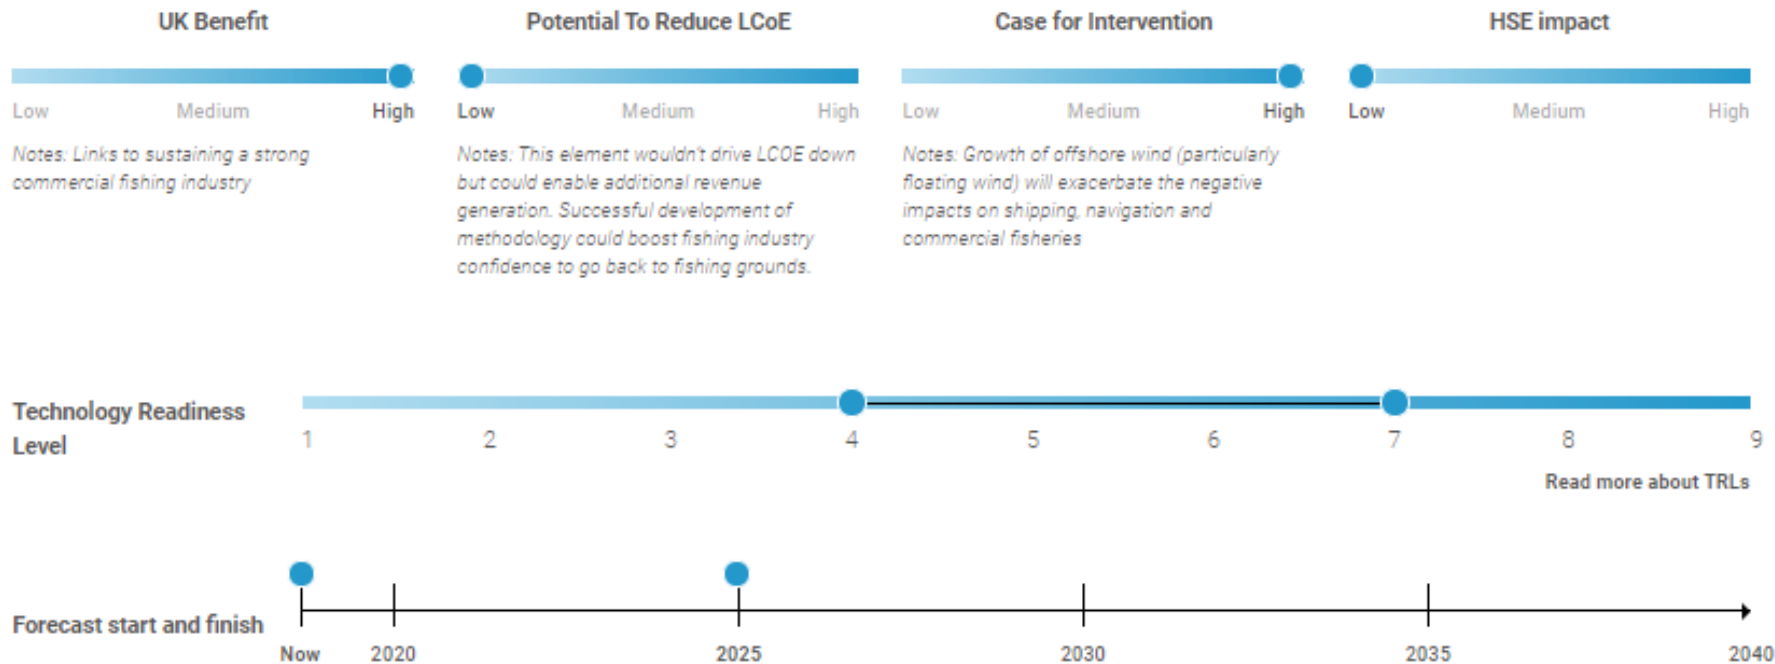 UK Benefit
Low Medium High
Notes: Links to sustaining a strong
commercial fishing industry
Potential To Reduce LCoE
Low Medium High
Notes: This element wouldn't drive LCOE down
but could enable additional revenue
generation. Successful development of
methodology could boost fishing industry
confidence to go back to fishing grounds.
Case for Intervention
Low Medium High
Notes: Growth of offshore wind (particularly
floating wind) will exacerbate the negative
impacts on shipping, navigation and
commercial fisheries
HSE impact
Low Medium High
Technology Readiness
Level
1 2 3 4 5 6 7 8 9
Read more about TRLs
Forecast start and finish
Now 2020 2025 2030 2035 2040